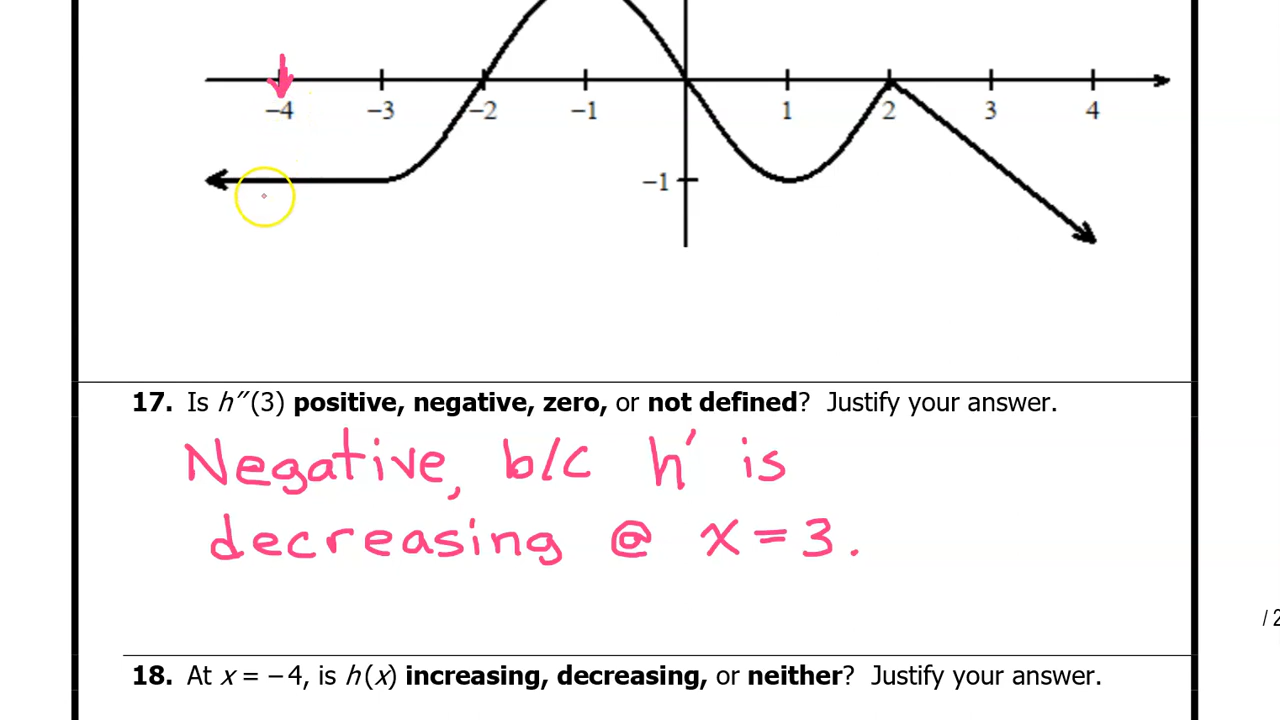 −4 −3 −2 −1 1 2 3 4
−1
17. Is h″(3) positive, negative, zero, or not defined? Justify your answer.
Negative, b/c h′ is
decreasing @ x=3.
/ 2
18. At x = −4, is h(x) increasing, decreasing, or neither? Justify your answer.